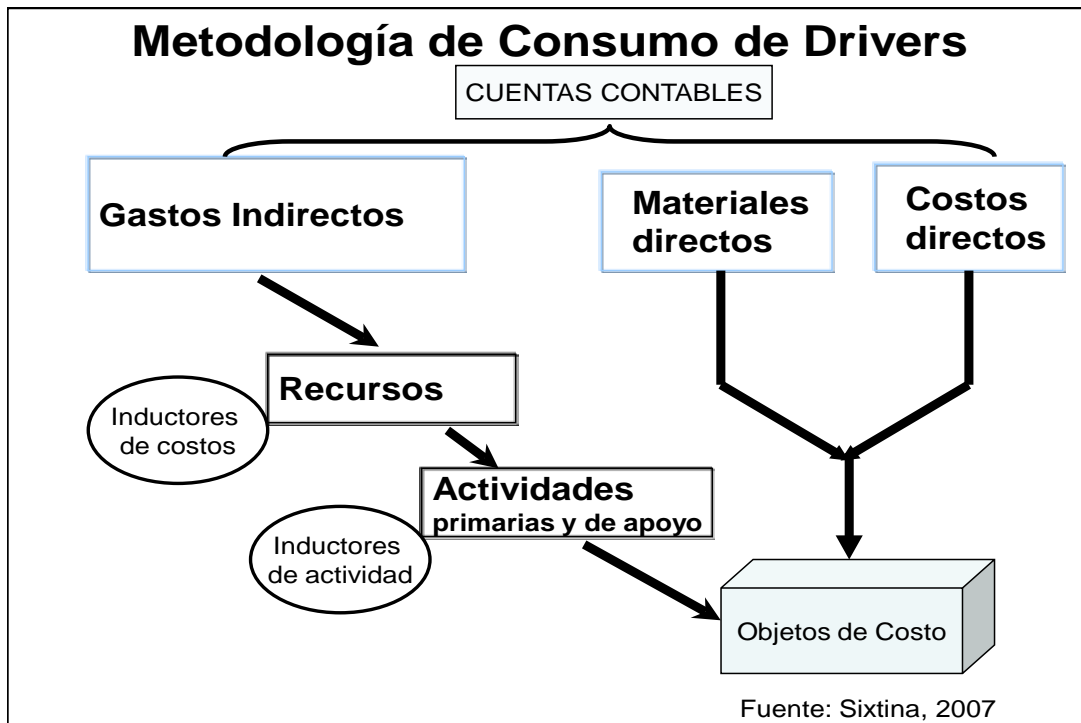 Metodología de Consumo de Drivers
CUENTAS CONTABLES
Gastos Indirectos
Materiales
directos
Costos
directos
Recursos
Inductores
de costos
Actividades
primarias y de apoyo
Inductores
de actividad
Objetos de Costo
Fuente: Sixtina, 2007